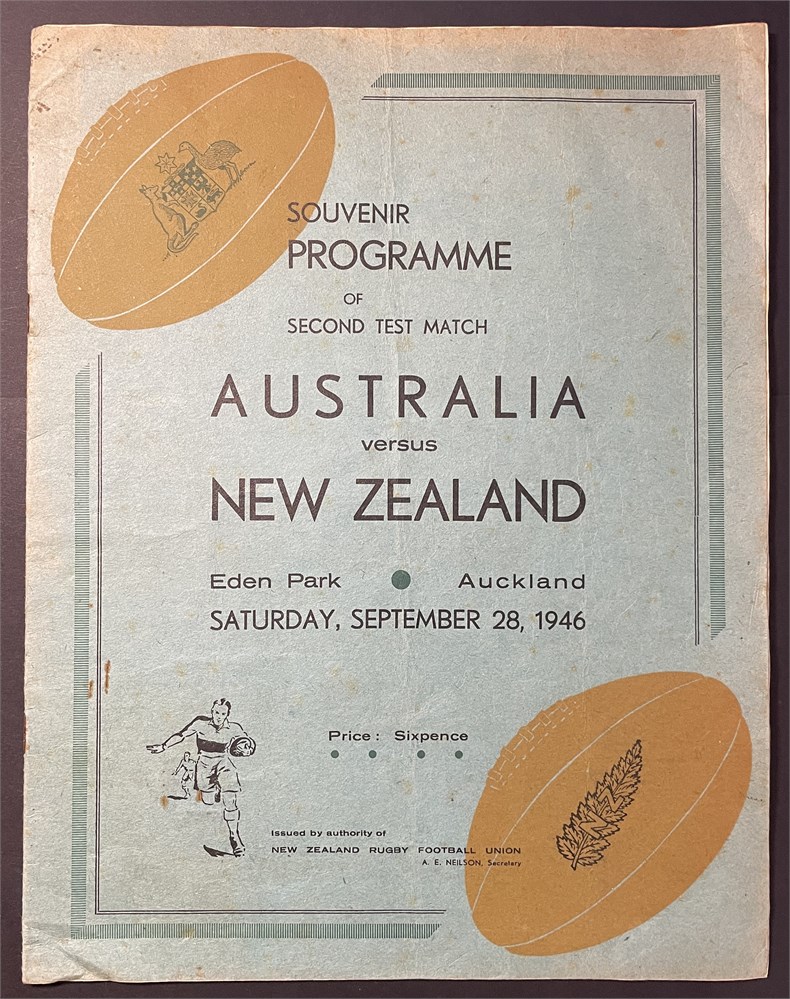 SOUVENIR
PROGRAMME
OF
SECOND TEST MATCH
AUSTRALIA
versus
NEW ZEALAND
Eden Park ● Auckland
SATURDAY, SEPTEMBER 28, 1946
Price: Sixpence
Issued by authority of
NEW ZEALAND RUGBY FOOTBALL UNION
A. E. NEILSON, Secretary
NZ